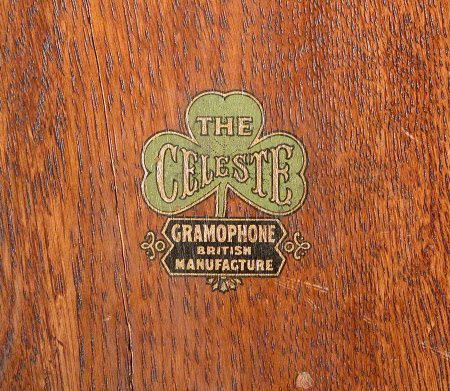 THE
CELESTE
GRAMOPHONE
BRITISH
MANUFACTURE